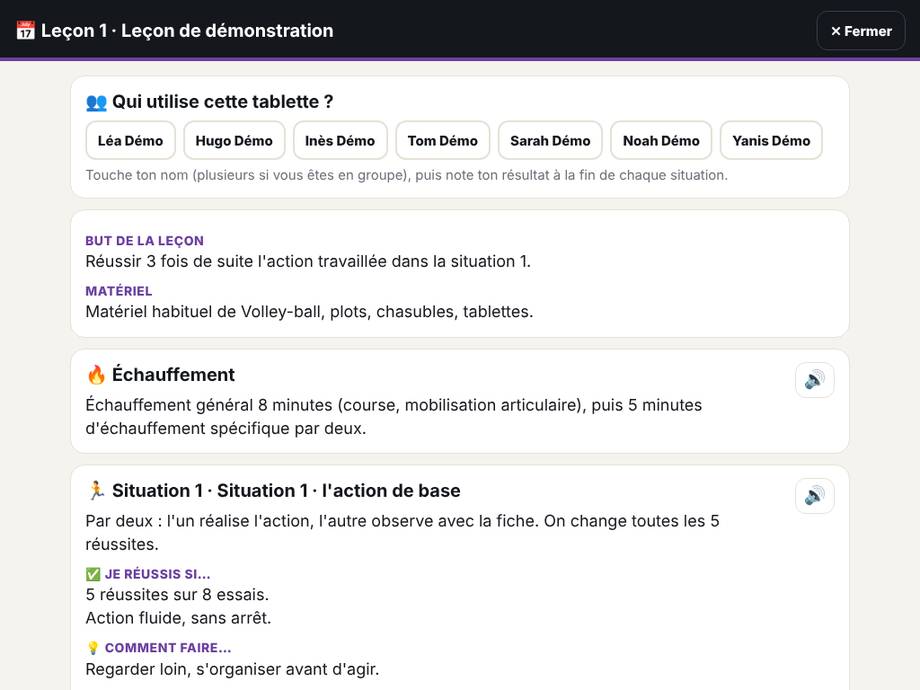 📅 Leçon 1 · Leçon de démonstration
✕ Fermer
👥 Qui utilise cette tablette ?
Léa Démo
Hugo Démo
Inès Démo
Tom Démo
Sarah Démo
Noah Démo
Yanis Démo
Touche ton nom (plusieurs si vous êtes en groupe), puis note ton résultat à la fin de chaque situation.
BUT DE LA LEÇON
Réussir 3 fois de suite l'action travaillée dans la situation 1.
MATÉRIEL
Matériel habituel de Volley-ball, plots, chasubles, tablettes.
🔥 Échauffement
Échauffement général 8 minutes (course, mobilisation articulaire), puis 5 minutes
d'échauffement spécifique par deux.
🏃 Situation 1 · Situation 1 · l'action de base
Par deux : l'un réalise l'action, l'autre observe avec la fiche. On change toutes les 5
réussites.
✅ JE RÉUSSIS SI...
5 réussites sur 8 essais.
Action fluide, sans arrêt.
💡 COMMENT FAIRE...
Regarder loin, s'organiser avant d'agir.